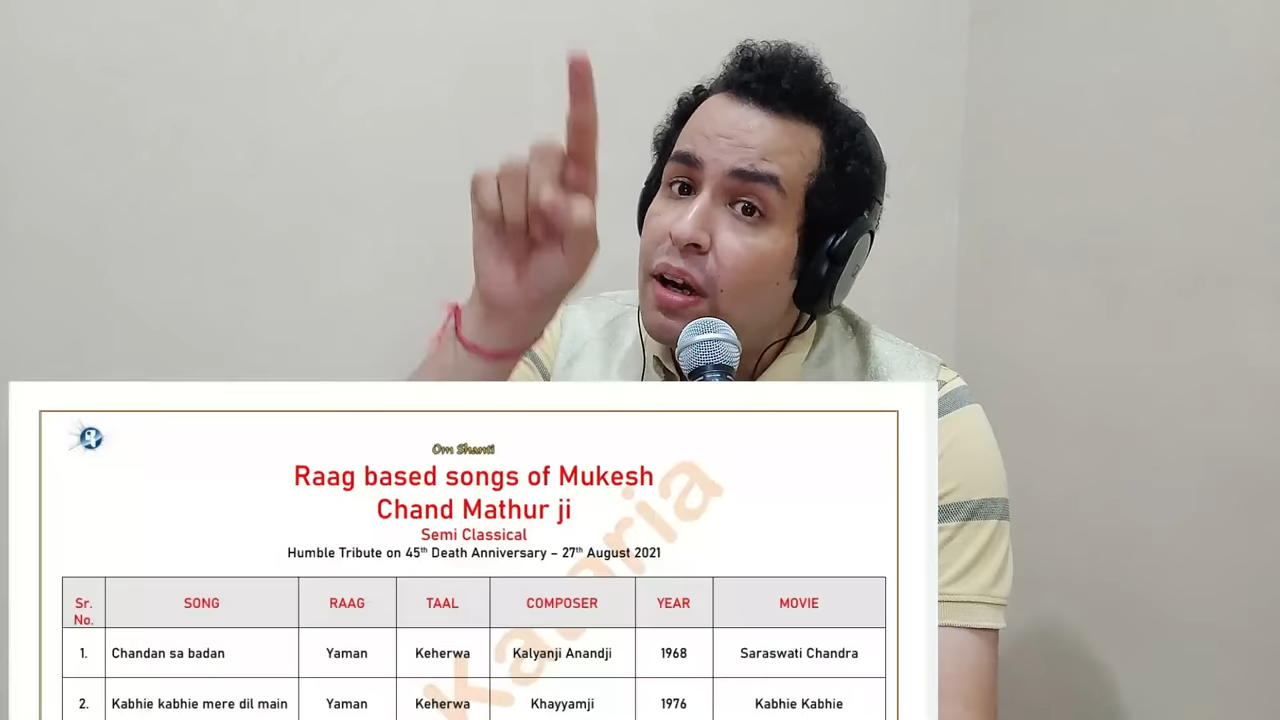 Om Shanti
Raag based songs of Mukesh
Chand Mathur ji
Semi Classical
Humble Tribute on 45th Death Anniversary – 27th August 2021
Sr. No. SONG RAAG TAAL COMPOSER YEAR MOVIE
1. Chandan sa badan Yaman Keherwa Kalyanji Anandji 1968 Saraswati Chandra
2. Kabhie kabhie mere dil main Yaman Keherwa Khayyamji 1976 Kabhie Kabhie